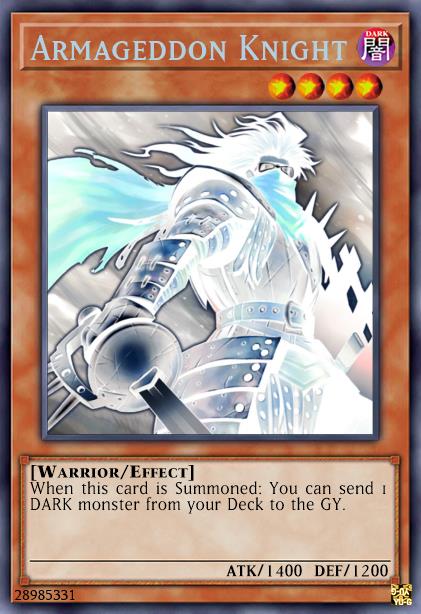 ARMAGEDDON KNIGHT
DARK
闇
[WARRIOR/EFFECT]
When this card is Summoned: You can send 1
DARK monster from your Deck to the GY.
ATK/1400 DEF/1200
28985331